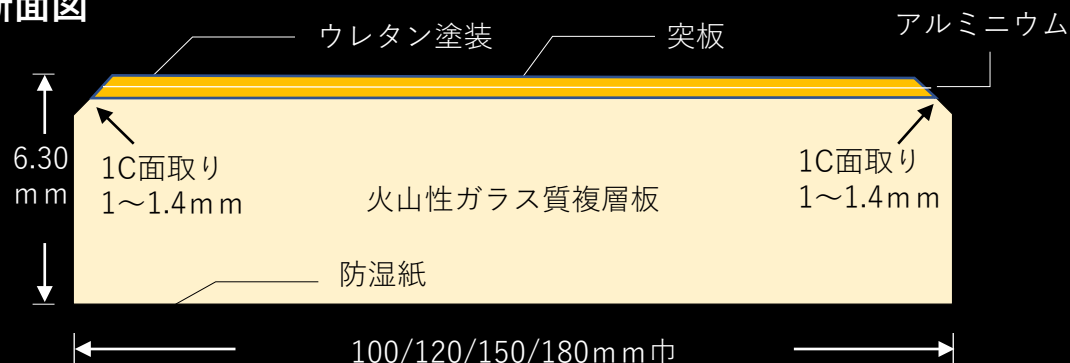 断面図
ウレタン塗装
突板
アルミニウム
6.30
mm
1C面取り
1～1.4mm
1C面取り
1～1.4mm
火山性ガラス質複層板
防湿紙
100/120/150/180mm巾